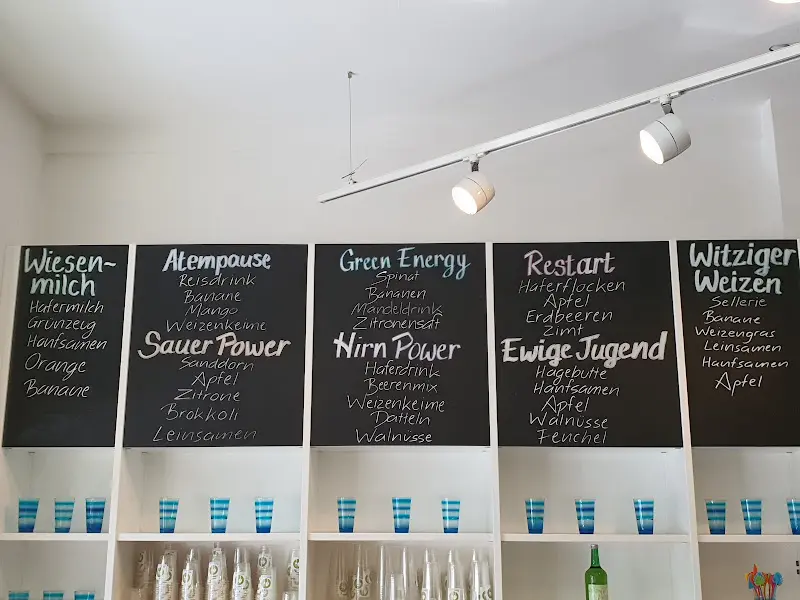 Wiesen-
milch
Hafermilch
Grünzeug
Hanfsamen
Orange
Banane
Atempause
Reisdrink
Banane
Mango
Weizenkeime
Sauer Power
Sanddorn
Apfel
Zitrone
Brokkoli
Leinsamen
Green Energy
Spinat
Bananen
Mandeldrink
Zitronensaft
Hirn Power
Haferdrink
Beerenmix
Weizenkeime
Datteln
Walnüsse
Restart
Haferflocken
Apfel
Erdbeeren
Zimt
Ewige Jugend
Hagebutte
Hanfsamen
Apfel
Walnüsse
Fenchel
Witziger
Weizen
Sellerie
Banane
Weizengras
Leinsamen
Hanfsamen
Apfel